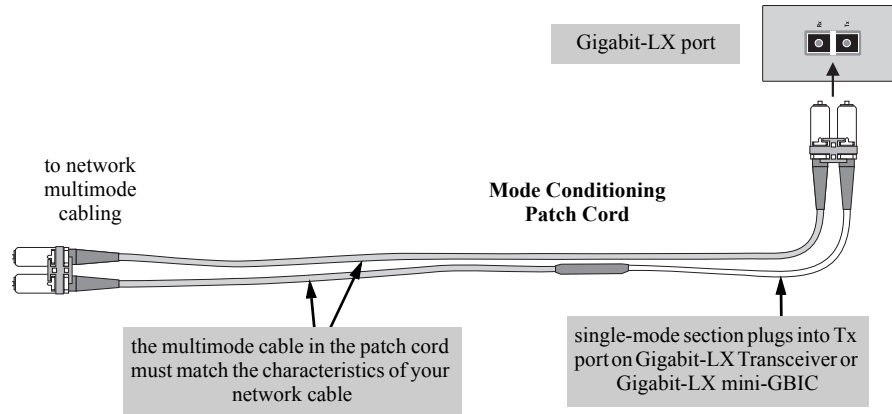 Gigabit-LX port
Rx Tx
to network
multimode
cabling
Mode Conditioning
Patch Cord
the multimode cable in the patch cord
must match the characteristics of your
network cable
single-mode section plugs into Tx
port on Gigabit-LX Transceiver or
Gigabit-LX mini-GBIC